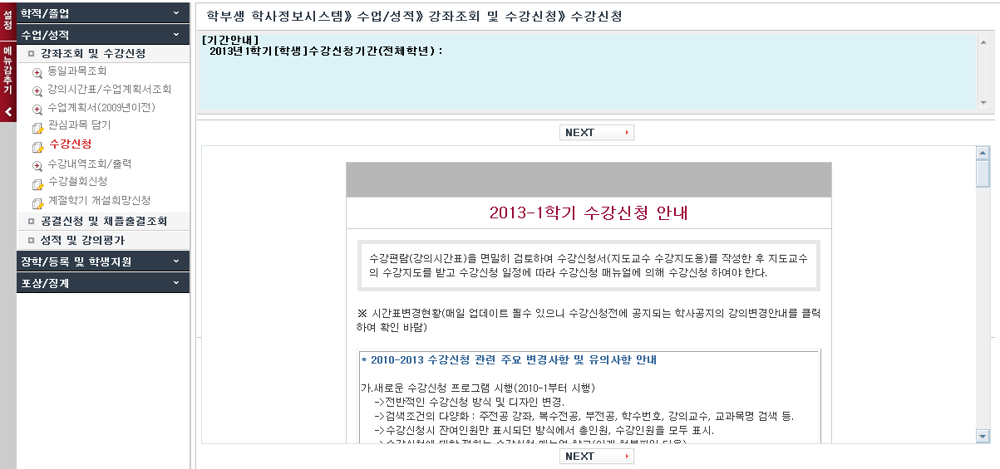 설정
메뉴감추기
학적/졸업
수업/성적
강좌조회 및 수강신청
동일과목조회
강의시간표/수업계획서조회
수업계획서(2009년이전)
관심과목 담기
수강신청
수강내역조회/출력
수강철회신청
계절학기 개설희망신청
공결신청 및 채플출결조회
성적 및 강의평가
장학/등록 및 학생지원
포상/징계
학부생 학사정보시스템》 수업/성적》 강좌조회 및 수강신청》 수강신청
[기간안내]
2013년1학기[학생]수강신청기간(전체학년) :
NEXT
2013-1학기 수강신청 안내
수강편람(강의시간표)을 면밀히 검토하여 수강신청서(지도교수 수강지도용)를 작성한 후 지도교수
의 수강지도를 받고 수강신청 일정에 따라 수강신청 매뉴얼에 의해 수강신청 하여야 한다.
※ 시간표변경현황(매일 업데이트 될수 있으니 수강신청전에 공지되는 학사공지의 강의변경안내를 클릭
하여 확인 바람)
* 2010-2013 수강신청 관련 주요 변경사항 및 유의사항 안내
가.새로운 수강신청 프로그램 시행(2010-1부터 시행)
->전반적인 수강신청 방식 및 디자인 변경.
->검색조건의 다양화 : 주전공 강좌, 복수전공, 부전공, 학수번호, 강의교수, 교과목명 검색 등.
->수강신청시 잔여인원만 표시되던 방식에서 총인원, 수강인원을 모두 표시.
NEXT